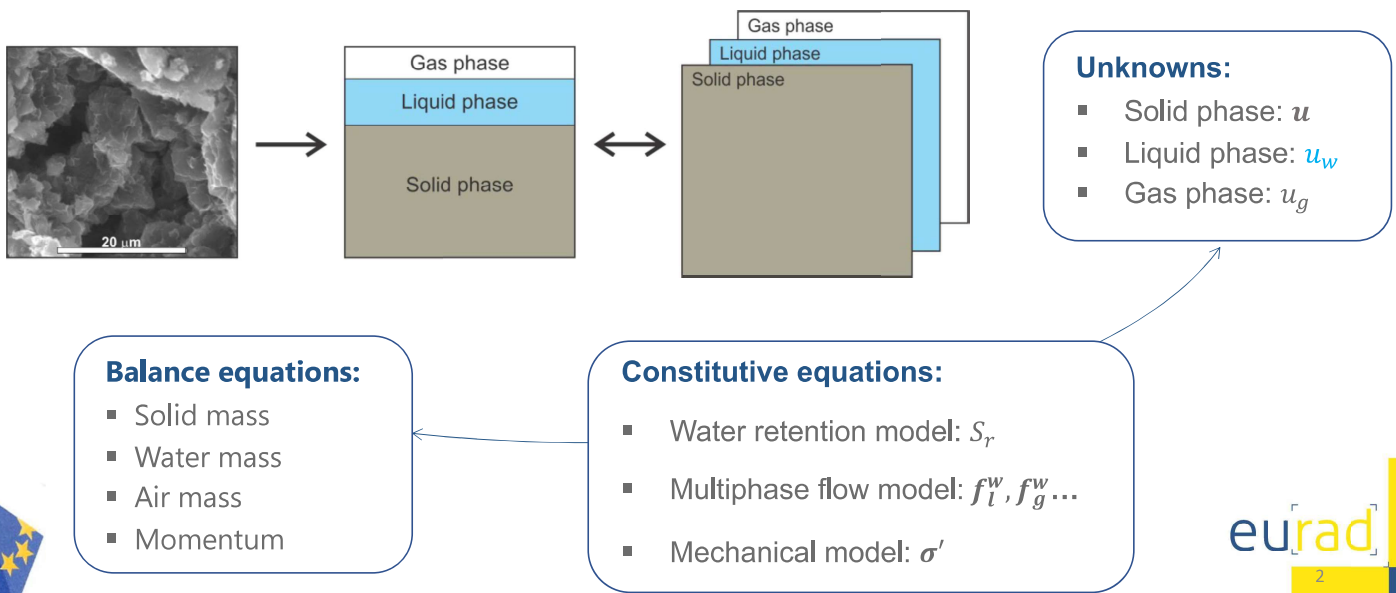 20 µm
Gas phase
Liquid phase
Solid phase
Gas phase
Liquid phase
Solid phase
Unknowns:
▪ Solid phase: u
▪ Liquid phase: u_w
▪ Gas phase: u_g
Balance equations:
▪ Solid mass
▪ Water mass
▪ Air mass
▪ Momentum
Constitutive equations:
▪ Water retention model: S_r
▪ Multiphase flow model: f_l^w, f_g^w...
▪ Mechanical model: σ′
eurad
2